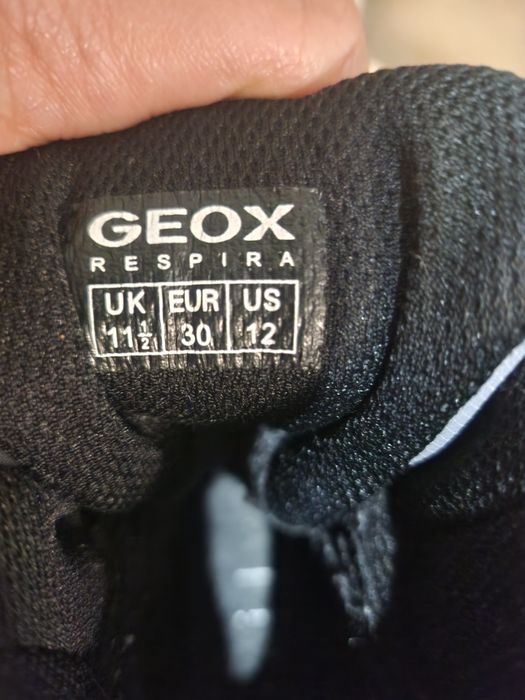 GEOX
RESPIRA
UK EUR US
11½ 30 12